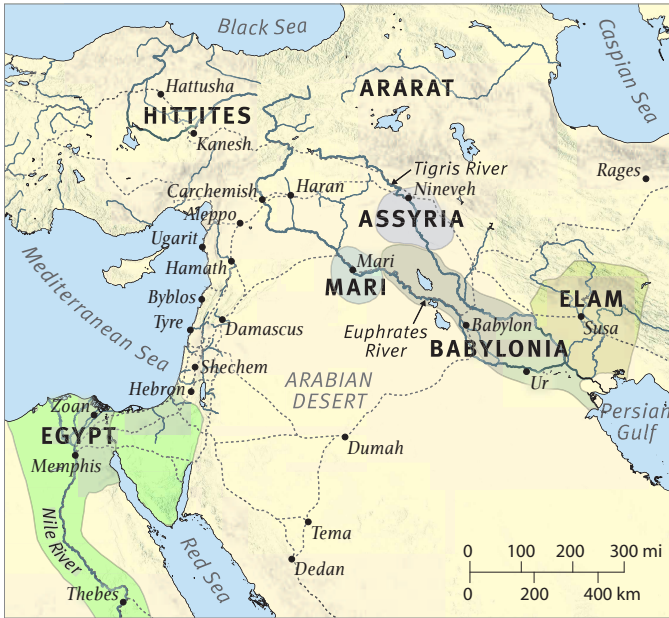 Black Sea
Caspian Sea
Hattusha
ARARAT
HITTITES
Kanesh
Tigris River
Rages
Carchemish
Haran
Nineveh
Aleppo
ASSYRIA
Ugarit
Mediterranean Sea
Hamath
Mari
MARI
Byblos
ELAM
Tyre
Damascus
Euphrates
River
Babylon
Susa
BABYLONIA
Shechem
Hebron
ARABIAN
DESERT
Ur
Zoan
Persian
Gulf
EGYPT
Memphis
Dumah
Nile River
Red Sea
Tema
Dedan
Thebes
0 100 200 300 mi
0 200 400 km